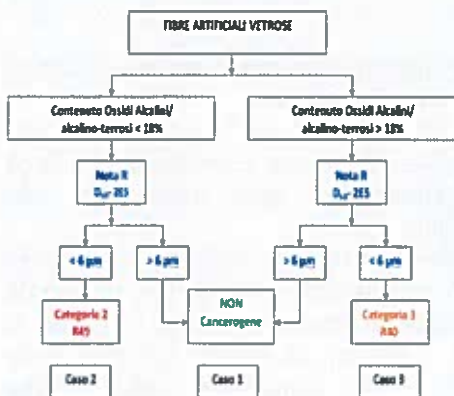 FIBRE ARTIFICIALI VETROSE
Contenuto Ossidi Alcalini/
alcalino-terrosi < 18%
Contenuto Ossidi Alcalini/
alcalino-terrosi > 18%
Nota R
Nota R
< 6 µm
> 6 µm
> 6 µm
< 6 µm
Categoria 2
R49
NON
Cancerogene
Categoria 3
R40
Caso 2
Caso 1
Caso 3